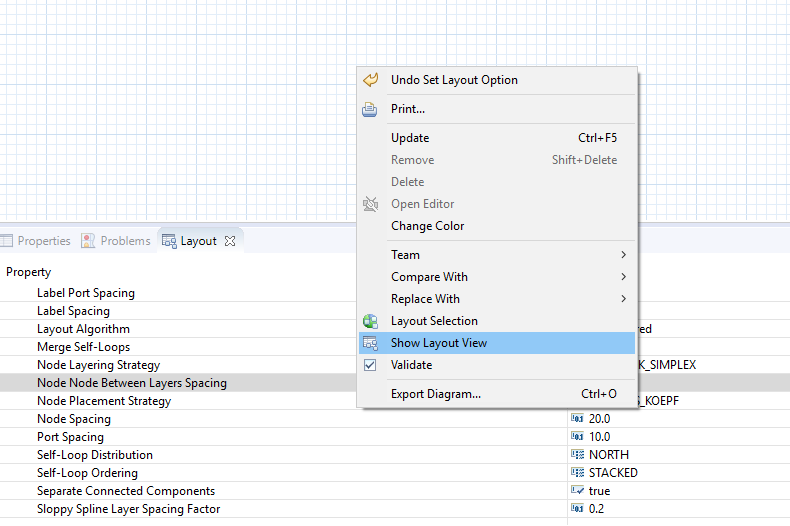 Undo Set Layout Option
Print...
Update Ctrl+F5
Remove Shift+Delete
Delete
Open Editor
Change Color
Team
Compare With
Replace With
Layout Selection
Show Layout View
Validate
Export Diagram... Ctrl+O
Properties Problems Layout
Property
Label Port Spacing
Label Spacing
Layout Algorithm red
Merge Self-Loops
Node Layering Strategy K_SIMPLEX
Node Node Between Layers Spacing
Node Placement Strategy S_KOEPF
Node Spacing 20.0
Port Spacing 10.0
Self-Loop Distribution NORTH
Self-Loop Ordering STACKED
Separate Connected Components true
Sloppy Spline Layer Spacing Factor 0.2